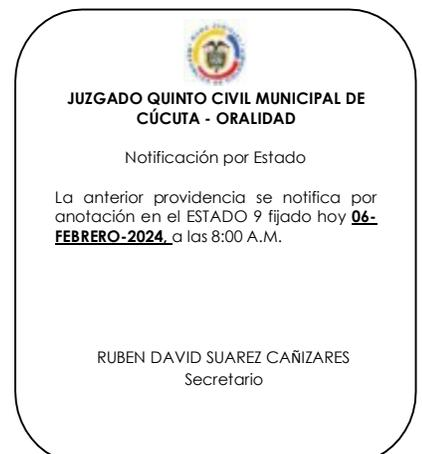 JUZGADO QUINTO CIVIL MUNICIPAL DE
CÚCUTA - ORALIDAD
Notificación por Estado
La anterior providencia se notifica por
anotación en el ESTADO 9 fijado hoy 06-
FEBRERO-2024, a las 8:00 A.M.
RUBEN DAVID SUAREZ CAÑIZARES
Secretario